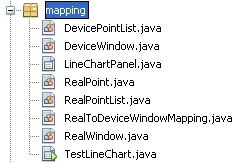 mapping
DevicePointList.java
DeviceWindow.java
LineChartPanel.java
RealPoint.java
RealPointList.java
RealToDeviceWindowMapping.java
RealWindow.java
TestLineChart.java